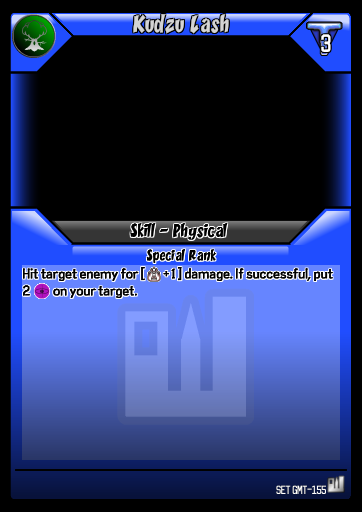 Kudzu Lash
3
Skill - Physical
Special Rank
Hit target enemy for [ +1] damage. If successful, put
2 on your target.
SET GMT-155